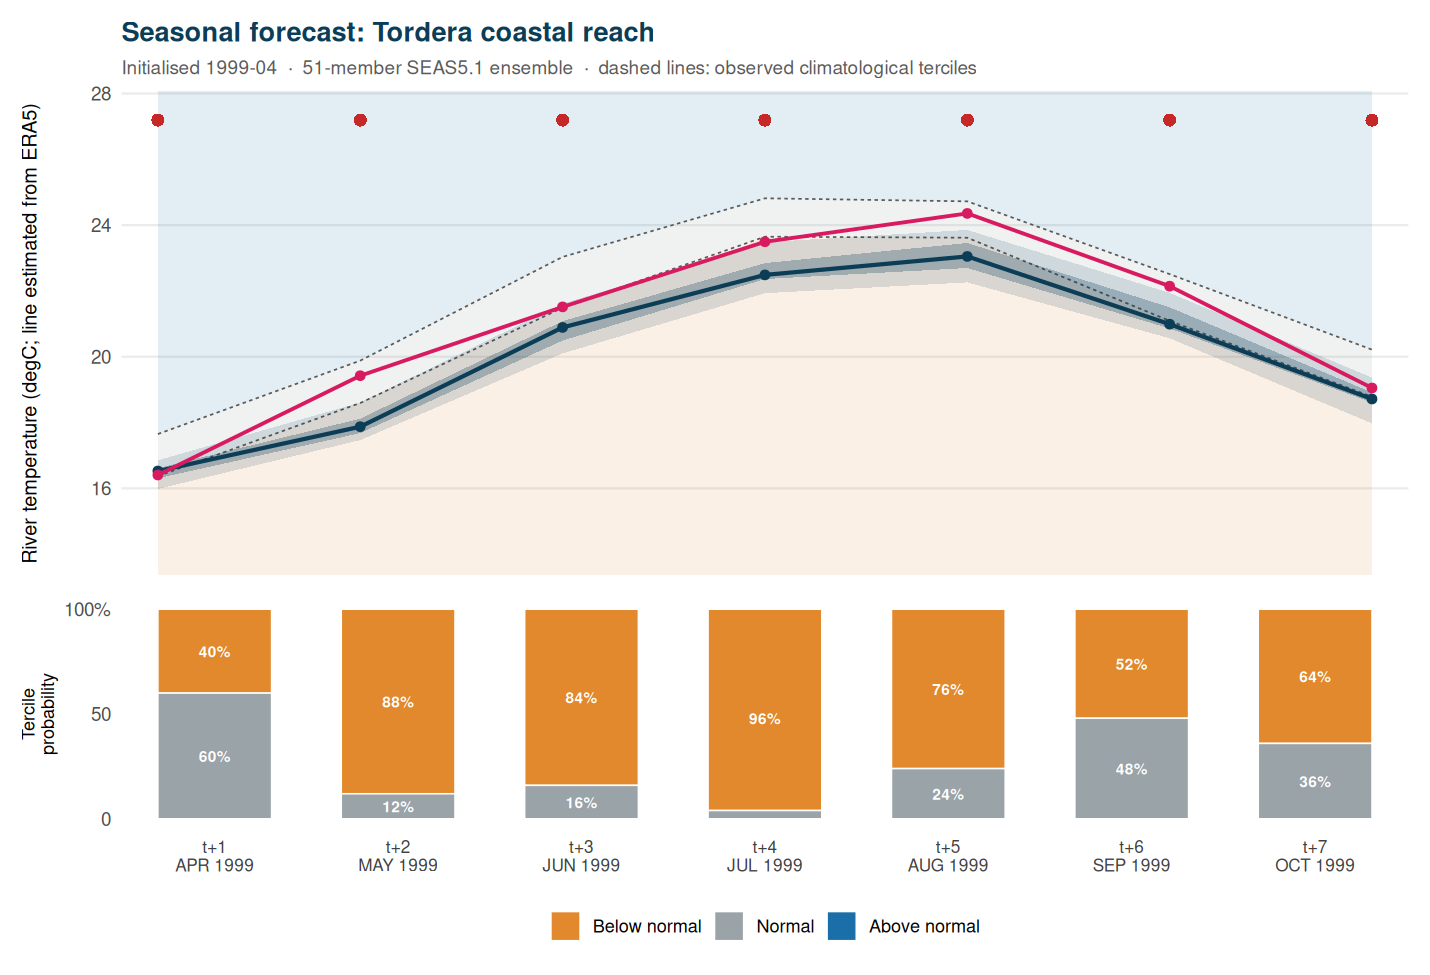 Seasonal forecast: Tordera coastal reach
Initialised 1999-04 · 51-member SEAS5.1 ensemble · dashed lines: observed climatological terciles
River temperature (degC; line estimated from ERA5)
28
24
20
16
Tercile
probability
100%
50
0
40%
60%
88%
12%
84%
16%
96%
76%
24%
52%
48%
64%
36%
t+1
APR 1999
t+2
MAY 1999
t+3
JUN 1999
t+4
JUL 1999
t+5
AUG 1999
t+6
SEP 1999
t+7
OCT 1999
Below normal
Normal
Above normal